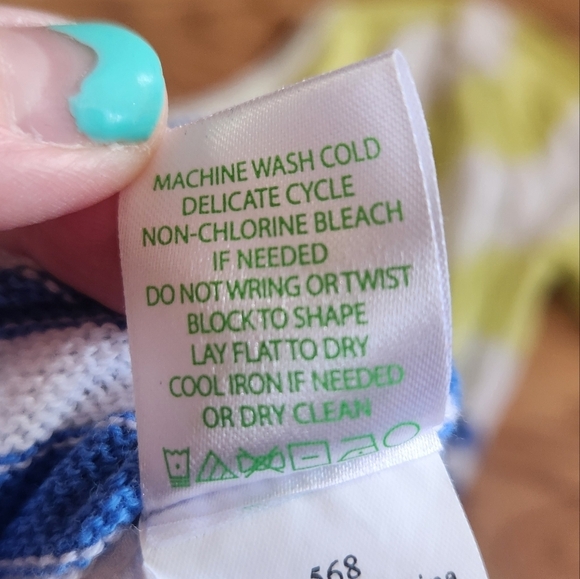 MACHINE WASH COLD
DELICATE CYCLE
NON-CHLORINE BLEACH
IF NEEDED
DO NOT WRING OR TWIST
BLOCK TO SHAPE
LAY FLAT TO DRY
COOL IRON IF NEEDED
OR DRY CLEAN
568